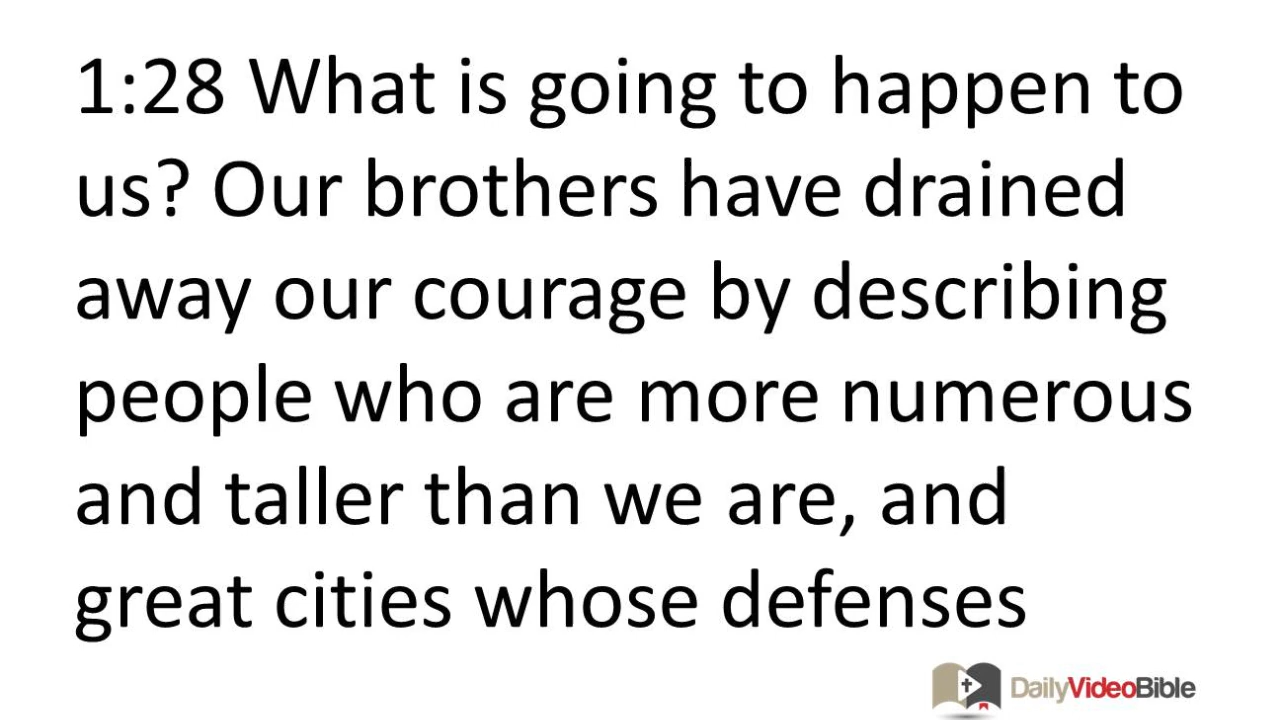 1:28 What is going to happen to
us? Our brothers have drained
away our courage by describing
people who are more numerous
and taller than we are, and
great cities whose defenses
DailyVideoBible